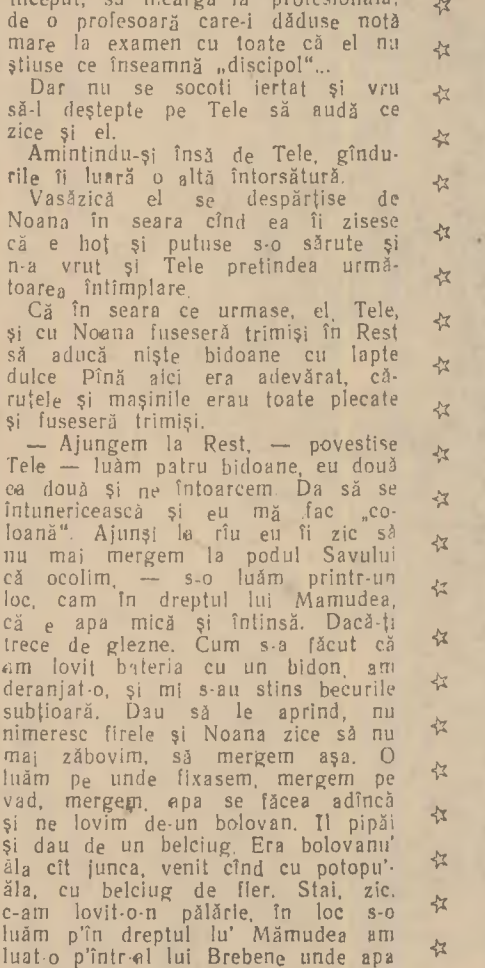 de o profesoară care-i dăduse notă
mare la examen cu toate că el nu
știuse ce înseamnă „discipol"...
Dar nu se socoti iertat și vru
să-l deștepte pe Tele să audă ce
zice și el.
Amintindu-și însă de Tele, gîndu-
rile îi luară o altă întorsătură.
Vasăzică el se despărțise de
Noana în seara cînd ea îi zisese
că e hoț și putuse s-o sărute și
n-a vrut și Tele pretindea urmă-
toarea întîmplare.
Că în seara ce urmase, el, Tele,
și cu Noana fuseseră trimiși în Rest
să aducă niște bidoane cu lapte
dulce Pînă aici era adevărat, că-
ruțele și mașinile erau toate plecate
și fuseseră trimiși.
— Ajungem la Rest, — povestise
Tele — luăm patru bidoane, eu două
ea două și ne întoarcem. Da să se
întunericească și eu mă fac „co-
loană". Ajunși la rîu eu îi zic să
nu mai mergem la podul Savului
că ocolim, — s-o luăm printr-un
loc, cam în dreptul lui Mamudea,
că e apa mică și întinsă. Dacă-ți
trece de glezne. Cum s-a făcut că
am lovit bateria cu un bidon, am
deranjat-o, și mi s-au stins becurile
subțioară. Dau să le aprind, nu
nimeresc firele și Noana zice să nu
mai zăbovim, să mergem așa. O
luăm pe unde fixasem, mergem pe
vad, mergem, apa se făcea adîncă
și ne lovim de-un bolovan. Îl pipăi
și dau de un belciug. Era bolovanu'
ăla cît junca, venit cînd cu potopu'-
ăla, cu belciug de fier. Stai, zic,
c-am lovit-o-n pălărie, în loc s-o
luăm p'în dreptul lu' Mămudea am
luat-o p'într-al lui Brebene unde apa